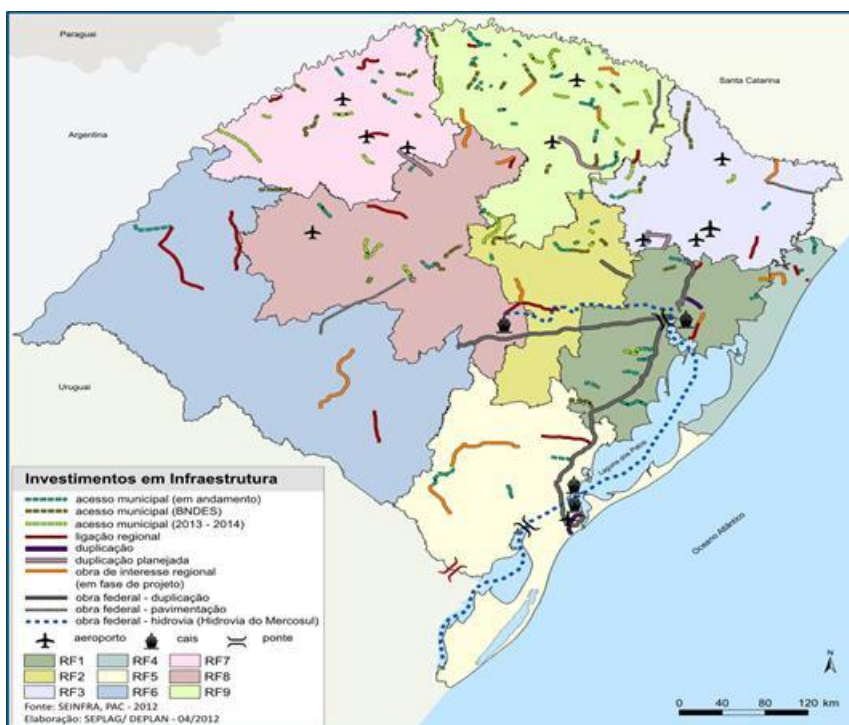 Paraguai
Santa Catarina
Argentina
Uruguai
Lagoa dos Patos
Oceano Atlântico
Investimentos em Infraestrutura
acesso municipal (em andamento)
acesso municipal (BNDES)
acesso municipal (2013 - 2014)
ligação regional
duplicação
duplicação planejada
obra de interesse regional
(em fase de projeto)
obra federal - duplicação
obra federal - pavimentação
obra federal - hidrovia (Hidrovia do Mercosul)
aeroporto cais ponte
RF1 RF4 RF7
RF2 RF5 RF8
RF3 RF6 RF9
Fonte: SEINFRA, PAC - 2012
Elaboração: SEPLAG/ DEPLAN - 04/2012
N
0 20 40 80 120 km